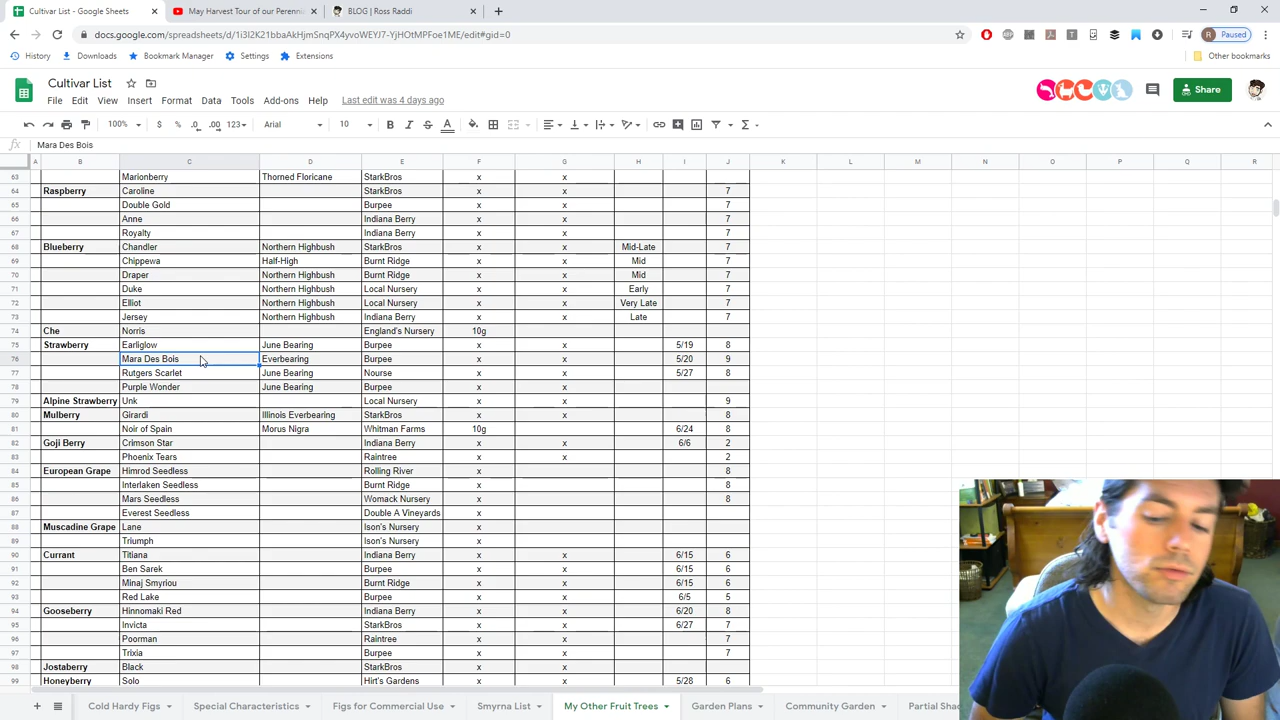 Cultivar List - Google Sheets × May Harvest Tour of our Perenni × BLOG | Ross Raddi × +
docs.google.com/spreadsheets/d/1i3I2K21bbaAkHjmSnqPX4yvoWEYJ7-YjHOtMPFoe1ME/edit#gid=0 R Paused
History Downloads Bookmark Manager Settings Extensions Other bookmarks
Cultivar List
File Edit View Insert Format Data Tools Add-ons Help Last edit was 4 days ago Share
100% $ % .0 .00 123 Arial 10 B I S A
fx Mara Des Bois
A B C D E F G H I J K L M N O P Q R
63 Marionberry Thorned Floricane StarkBros x x
64 Raspberry Caroline StarkBros x x 7
65 Double Gold Burpee x x 7
66 Anne Indiana Berry x x 7
67 Royalty Indiana Berry x x 7
68 Blueberry Chandler Northern Highbush StarkBros x x Mid-Late 7
69 Chippewa Half-High Burnt Ridge x x Mid 7
70 Draper Northern Highbush Burnt Ridge x x Mid 7
71 Duke Northern Highbush Local Nursery x x Early 7
72 Elliot Northern Highbush Local Nursery x x Very Late 7
73 Jersey Northern Highbush Indiana Berry x x Late 7
74 Che Norris England's Nursery 10g
75 Strawberry Earliglow June Bearing Burpee x x 5/19 8
76 Mara Des Bois Everbearing Burpee x x 5/20 9
77 Rutgers Scarlet June Bearing Nourse x x 5/27 8
78 Purple Wonder June Bearing Burpee x x
79 Alpine Strawberry Unk Local Nursery x x 9
80 Mulberry Girardi Illinois Everbearing StarkBros x x 8
81 Noir of Spain Morus Nigra Whitman Farms 10g 6/24 8
82 Goji Berry Crimson Star Indiana Berry x x 6/6 2
83 Phoenix Tears Raintree x x 2
84 European Grape Himrod Seedless Rolling River x 8
85 Interlaken Seedless Burnt Ridge x 8
86 Mars Seedless Womack Nursery x 8
87 Everest Seedless Double A Vineyards x
88 Muscadine Grape Lane Ison's Nursery x
89 Triumph Ison's Nursery x
90 Currant Titiana Indiana Berry x x 6/15 6
91 Ben Sarek Burpee x x 6/15 6
92 Minaj Smyriou Burnt Ridge x x 6/15 6
93 Red Lake Burpee x x 6/5 5
94 Gooseberry Hinnomaki Red Indiana Berry x x 6/20 8
95 Invicta Indiana Berry x x 6/27 7
96 Poorman Raintree x x 7
97 Trixia Burpee x x 7
98 Jostaberry Black StarkBros x x
99 Honeyberry Solo Hirt's Gardens x x 5/28 6
+ Cold Hardy Figs Special Characteristics Figs for Commercial Use Smyrna List My Other Fruit Trees Garden Plans Community Garden Partial Shad